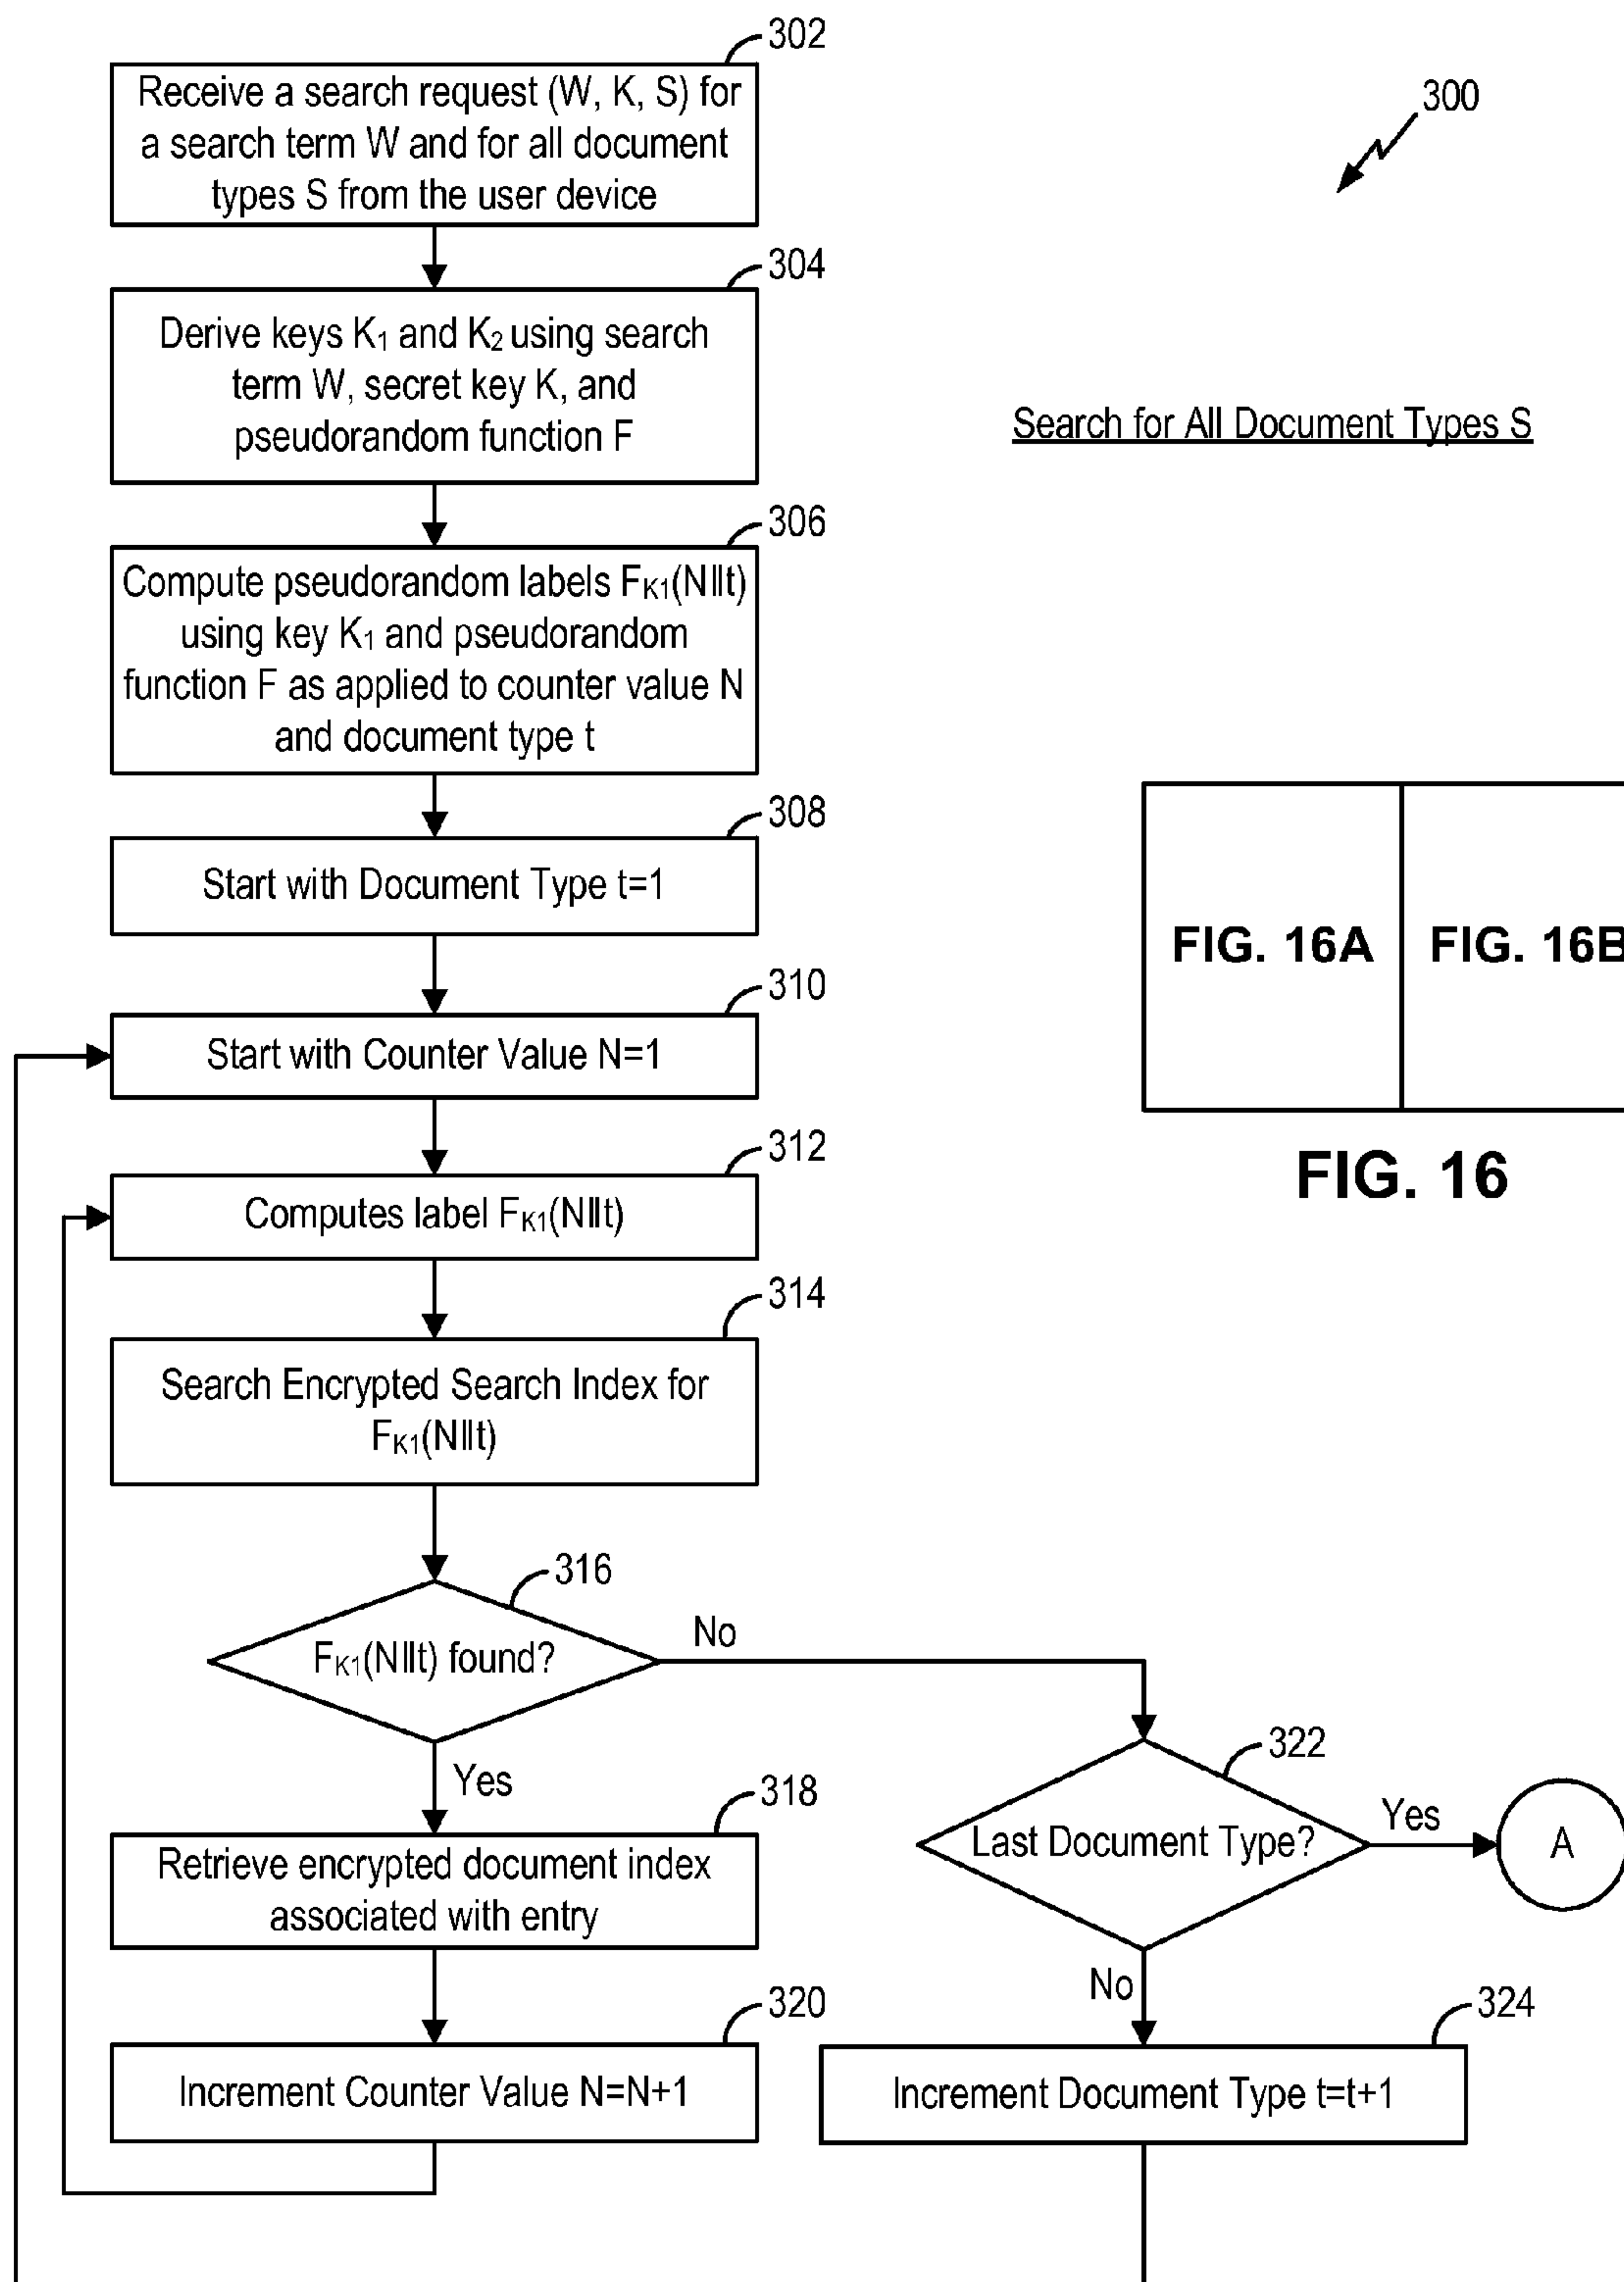 302
Receive a search request (W, K, S) for
a search term W and for all document
types S from the user device
300
304
Derive keys K₁ and K₂ using search
term W, secret key K, and
pseudorandom function F
Search for All Document Types S
306
Compute pseudorandom labels F_K1(N||t)
using key K₁ and pseudorandom
function F as applied to counter value N
and document type t
308
Start with Document Type t=1
FIG. 16A
FIG. 16B
FIG. 16
310
Start with Counter Value N=1
312
Computes label F_K1(N||t)
314
Search Encrypted Search Index for
F_K1(N||t)
316
F_K1(N||t) found?
No
Yes
322
Last Document Type?
Yes
A
No
318
Retrieve encrypted document index
associated with entry
320
Increment Counter Value N=N+1
324
Increment Document Type t=t+1